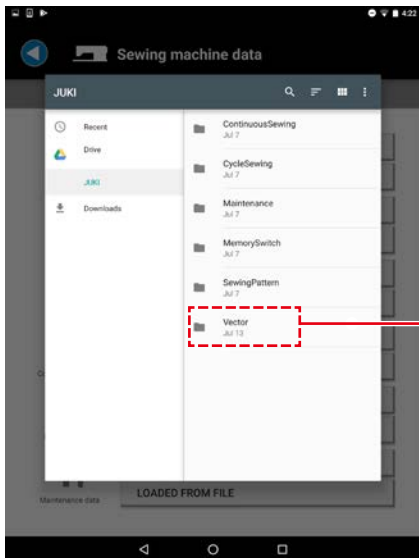 4:22
Sewing machine data
JUKI
Recent
Drive
JUKI
Downloads
ContinuousSewing
Jul 7
CycleSewing
Jul 7
Maintenance
Jul 7
MemorySwitch
Jul 7
SewingPattern
Jul 7
Vector
Jul 13
Maintenance data
LOADED FROM FILE